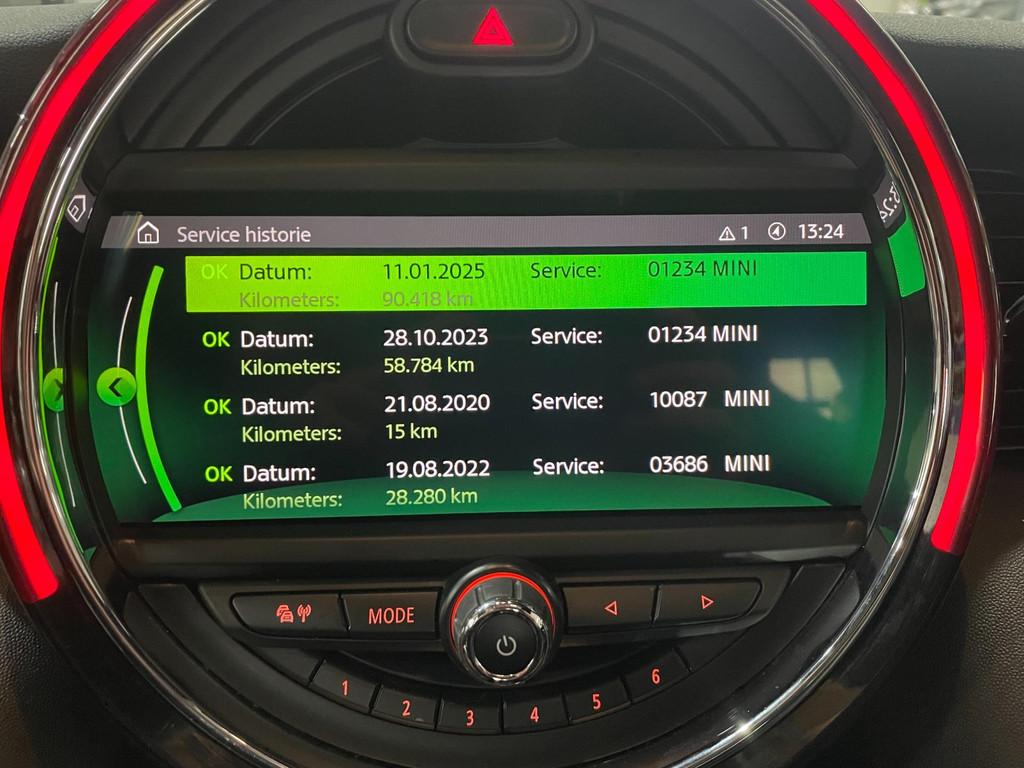 Service historie 1 13:24
OK Datum: 11.01.2025 Service: 01234 MINI
Kilometers: 90.418 km
OK Datum: 28.10.2023 Service: 01234 MINI
Kilometers: 58.784 km
OK Datum: 21.08.2020 Service: 10087 MINI
Kilometers: 15 km
OK Datum: 19.08.2022 Service: 03686 MINI
Kilometers: 28.280 km
MODE
1 2 3 4 5 6